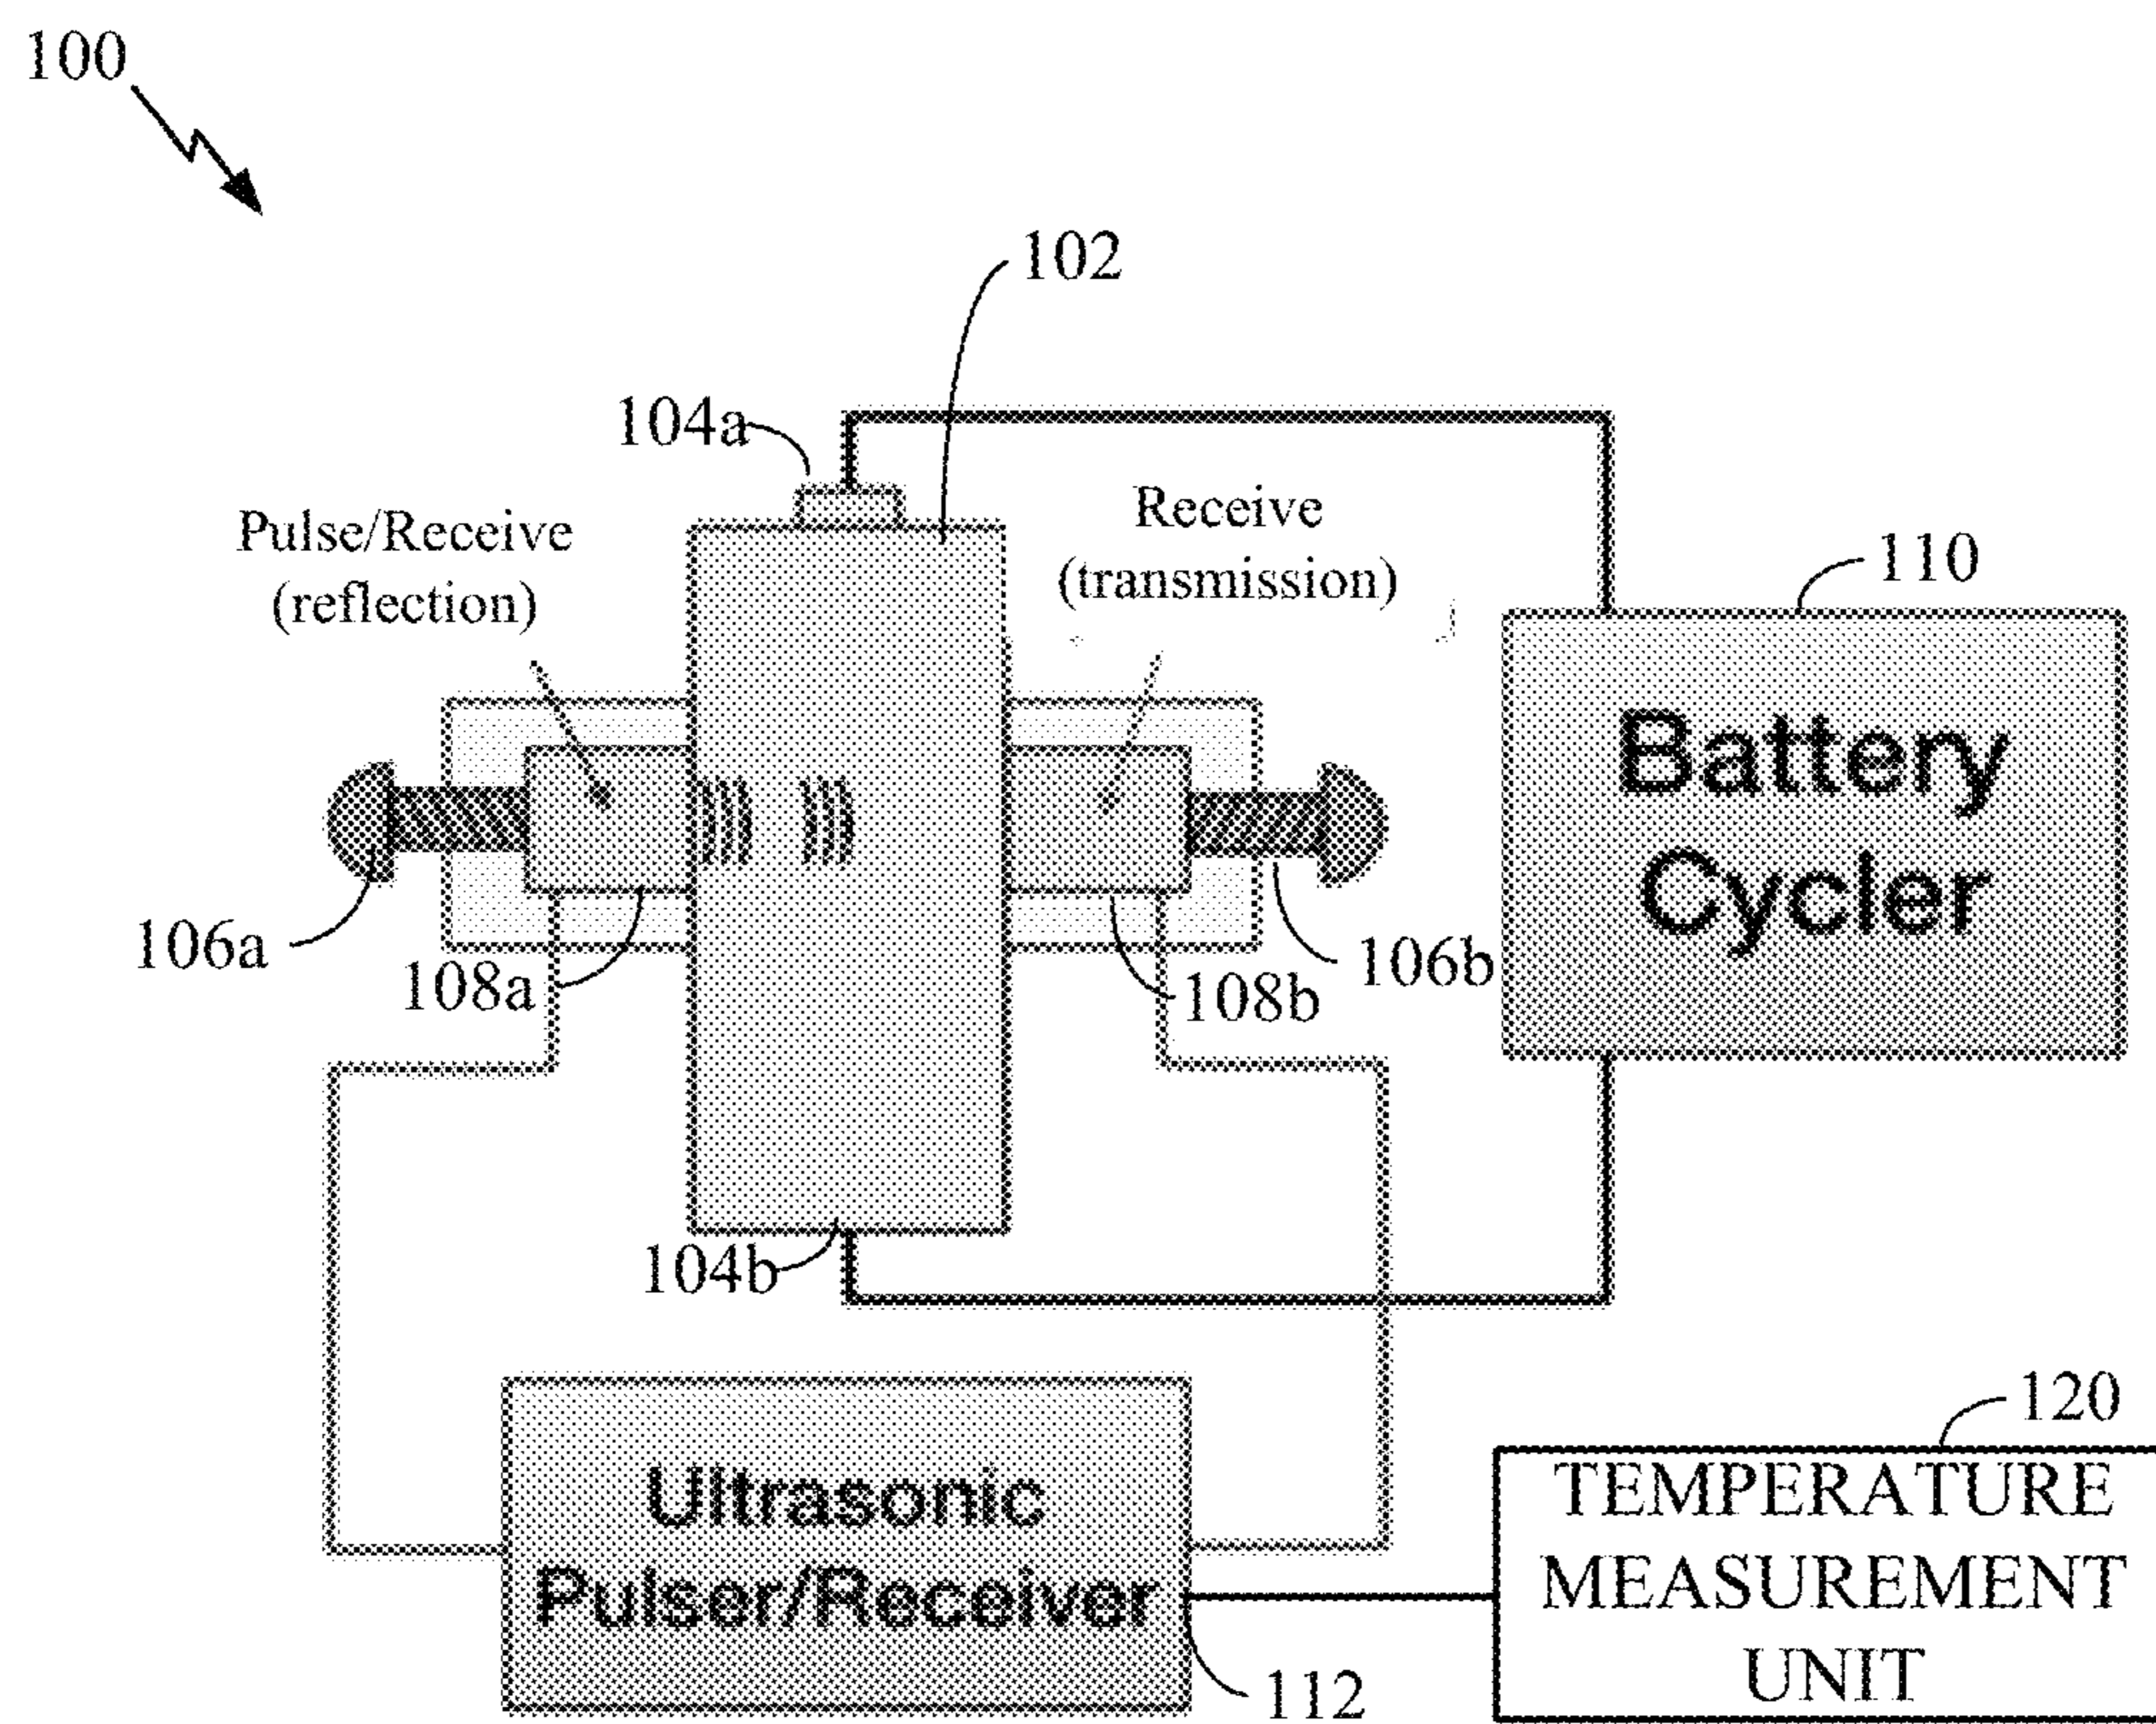 100
102
104a
Pulse/Receive
(reflection)
Receive
(transmission)
110
Battery
Cycler
106a
108a
108b
106b
104b
120
Ultrasonic
Pulser/Receiver
112
TEMPERATURE
MEASUREMENT
UNIT